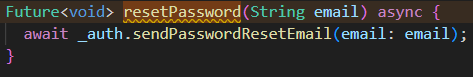 Future<void> resetPassword(String email) async {
  await _auth.sendPasswordResetEmail(email: email);
}